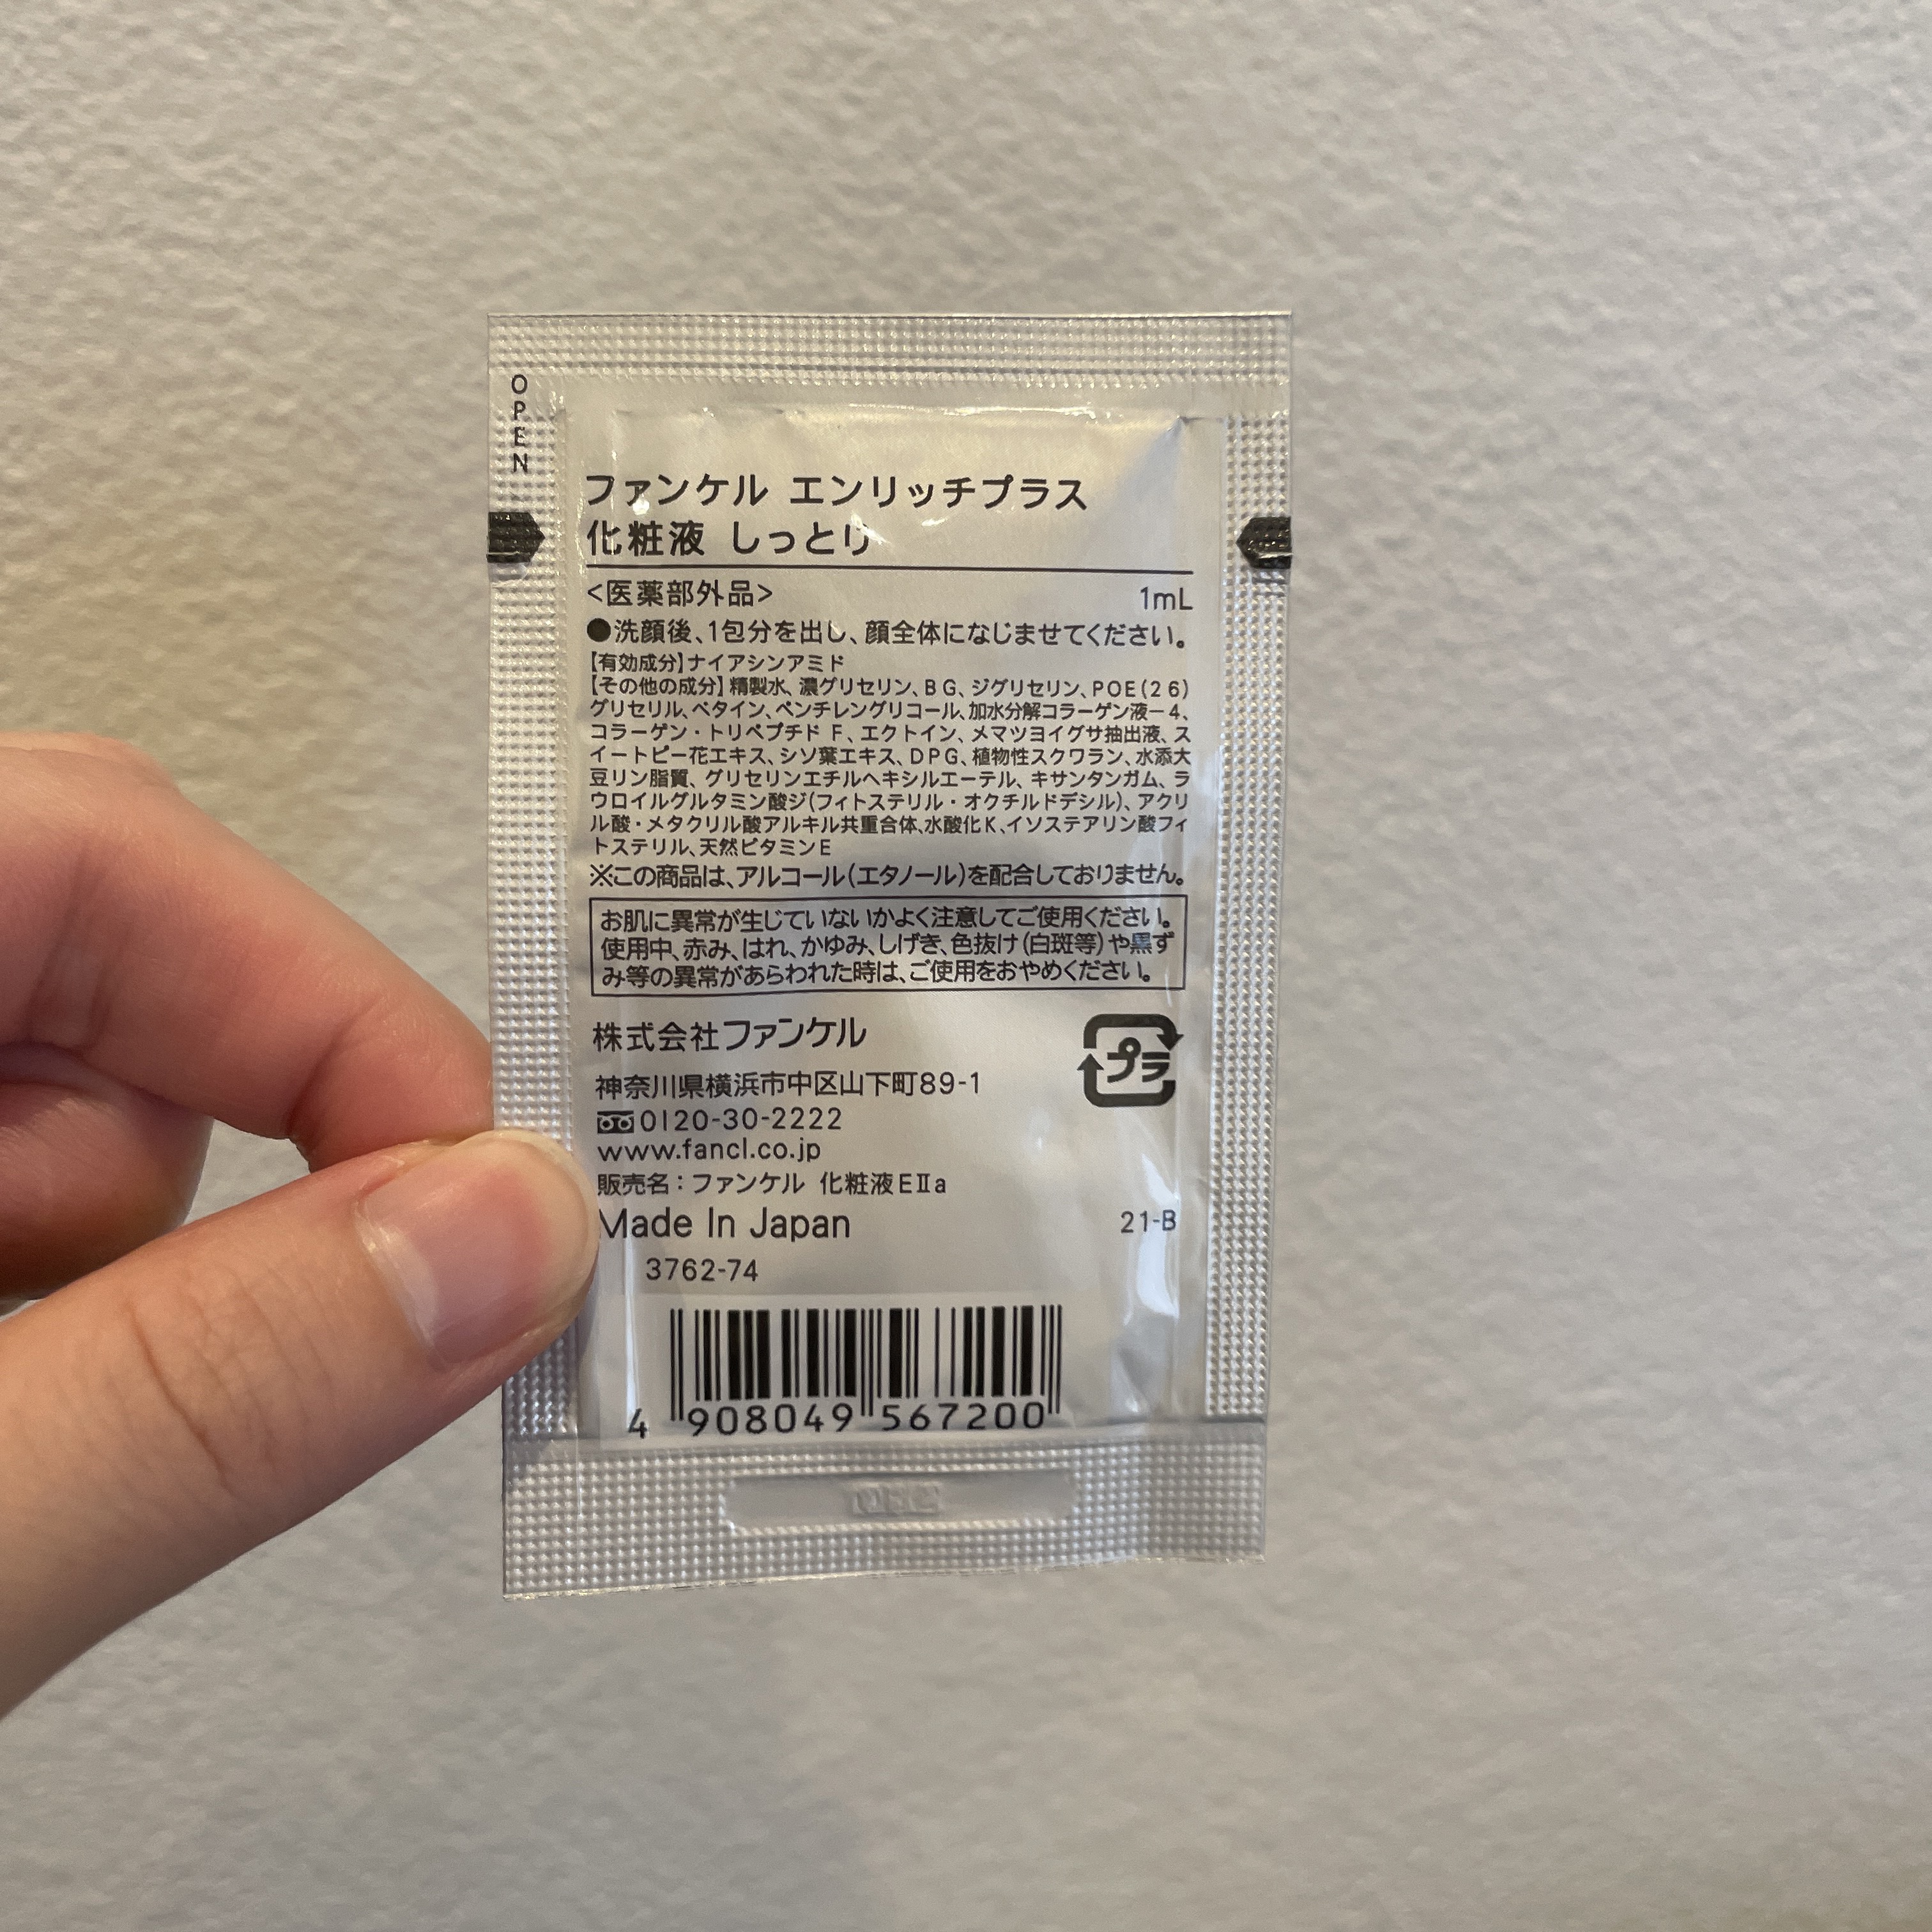 OPEN
ファンケル エンリッチプラス
化粧液 しっとり
<医薬部外品> 1mL
●洗顔後、1包分を出し、顔全体になじませてください。
【有効成分】ナイアシンアミド
【その他の成分】精製水、濃グリセリン、BG、ジグリセリン、POE(26)
グリセリル、ベタイン、ペンチレングリコール、加水分解コラーゲン液ー4、
コラーゲン・トリペプチド F、エクトイン、メマツヨイグサ抽出液、ス
イートピー花エキス、シソ葉エキス、DPG、植物性スクワラン、水添大
豆リン脂質、グリセリンエチルヘキシルエーテル、キサンタンガム、ラ
ウロイルグルタミン酸ジ(フィトステリル・オクチルドデシル)、アクリ
ル酸・メタクリル酸アルキル共重合体、水酸化K、イソステアリン酸フィ
トステリル、天然ビタミンE
※この商品は、アルコール(エタノール)を配合しておりません。
お肌に異常が生じていないかよく注意してご使用ください。
使用中、赤み、はれ、かゆみ、しげき、色抜け(白斑等)や黒ず
み等の異常があらわれた時は、ご使用をおやめください。
株式会社ファンケル
プラ
神奈川県横浜市中区山下町89-1
0120-30-2222
www.fancl.co.jp
販売名：ファンケル 化粧液EⅡa
Made In Japan 21-B
3762-74
4 908049 567200